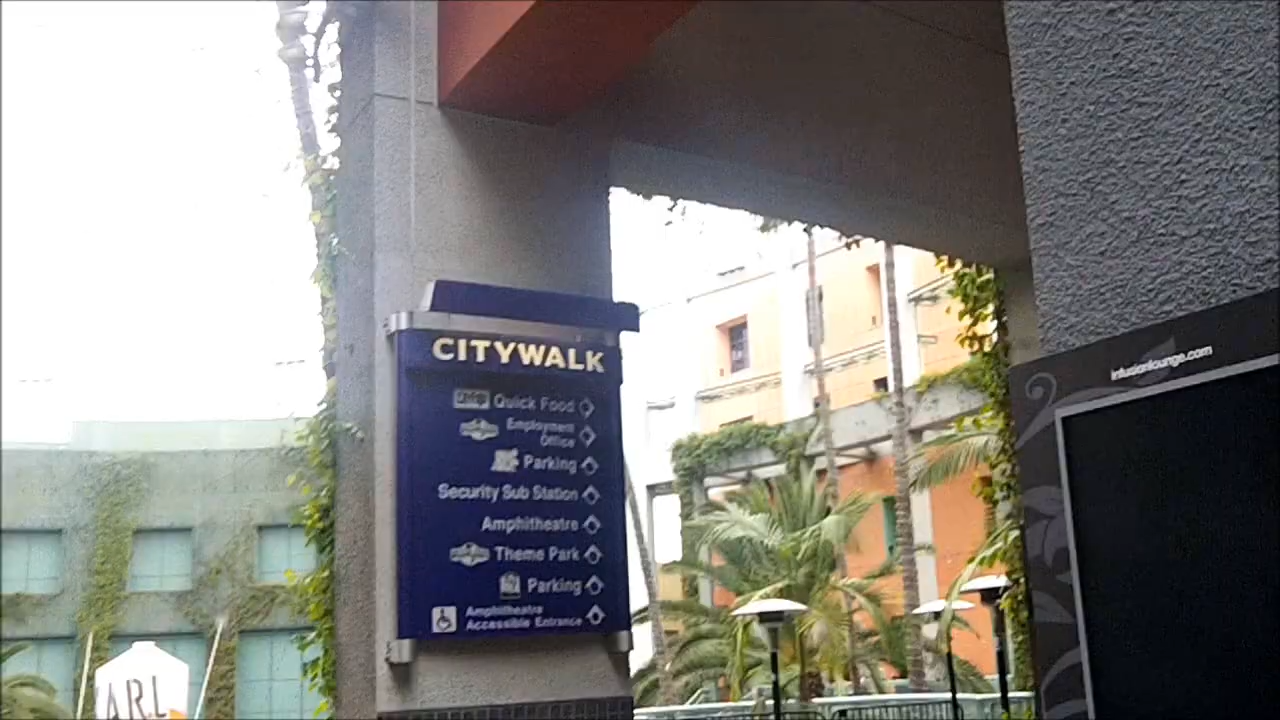 CITYWALK
Quick Food
Employment
Office
Parking
Security Sub Station
Amphitheatre
Theme Park
Parking
Amphitheatre
Accessible Entrance
infusionlounge.com
ARL